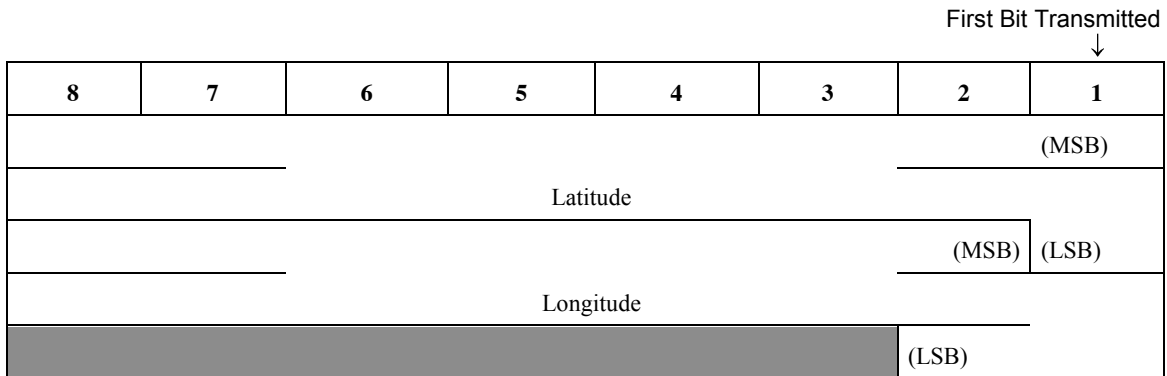 First Bit Transmitted
↓
8 7 6 5 4 3 2 1
(MSB)
Latitude
(MSB) (LSB)
Longitude
(LSB)